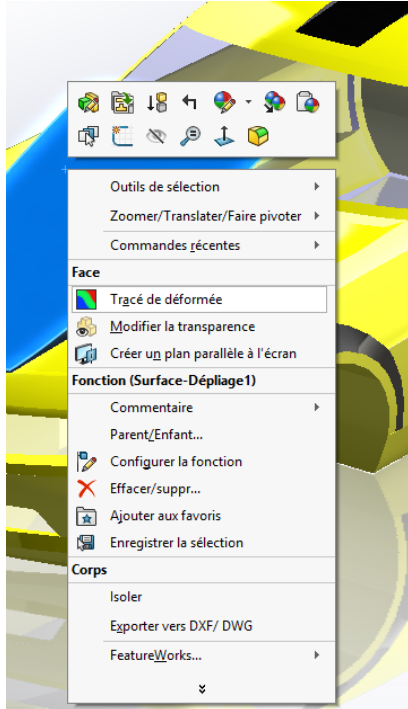 Outils de sélection
Zoomer/Translater/Faire pivoter
Commandes récentes
Face
Tracé de déformée
Modifier la transparence
Créer un plan parallèle à l'écran
Fonction (Surface-Dépliage1)
Commentaire
Parent/Enfant...
Configurer la fonction
Effacer/suppr...
Ajouter aux favoris
Enregistrer la sélection
Corps
Isoler
Exporter vers DXF/ DWG
FeatureWorks...